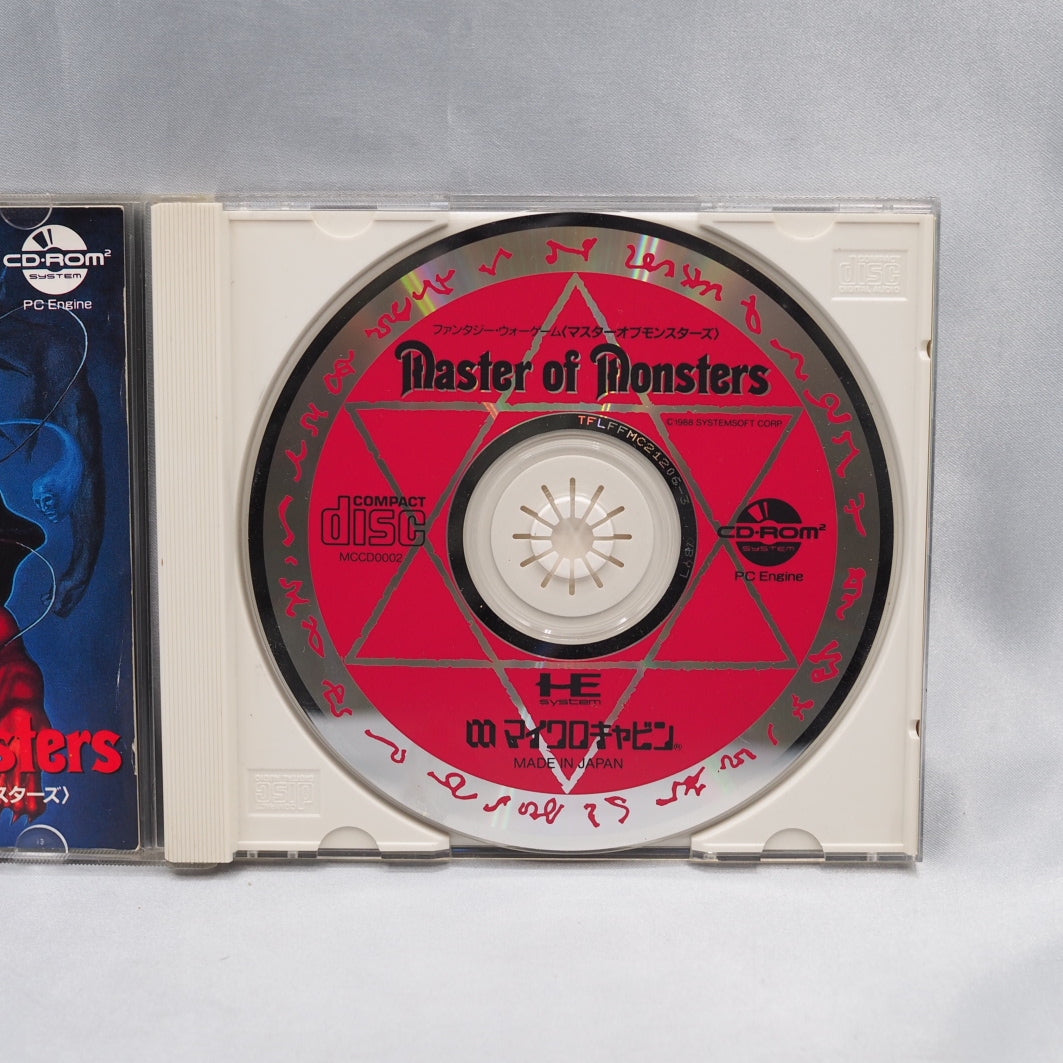 CD-ROM²
SYSTEM
PC Engine
sters
スターズ〉
ファンタジー・ウォーゲーム〈マスターオブモンスターズ〉
Master of Monsters
©1988 SYSTEMSOFT CORP.
TFLFFMC21206-3
COMPACT
disc
MCCD0002
CD-ROM²
SYSTEM
PC Engine
HE
system
マイクロキャビン®
MADE IN JAPAN
COMPACT
disc
DIGITAL AUDIO